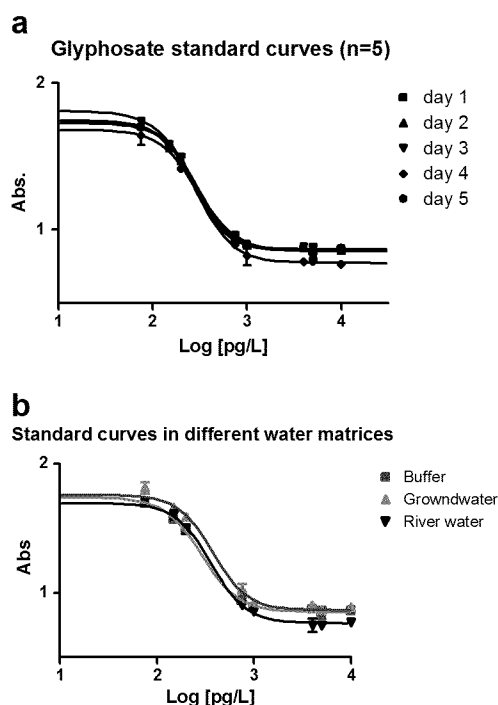 a
Glyphosate standard curves (n=5)
2
1
Abs.
1
2
3
4
Log [pg/L]
day 1
day 2
day 3
day 4
day 5
b
Standard curves in different water matrices
2
1
Abs
1
2
3
4
Log [pg/L]
Buffer
Growndwater
River water